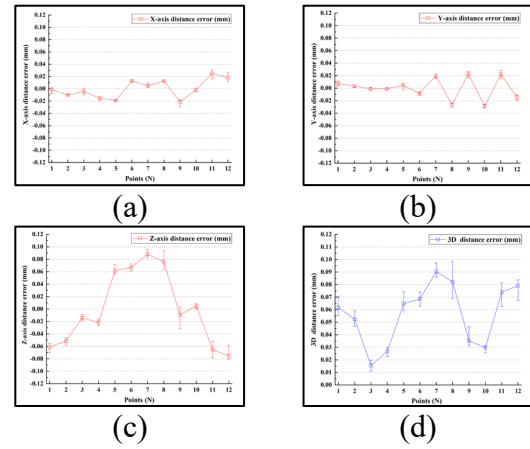 X-axis distance error (mm)
X-axis distance error (mm)
0.12
0.10
0.08
0.06
0.04
0.02
0.00
-0.02
-0.04
-0.06
-0.08
-0.10
-0.12
1 2 3 4 5 6 7 8 9 10 11 12
Points (N)
(a)
Y-axis distance error (mm)
Y-axis distance error (mm)
0.12
0.10
0.08
0.06
0.04
0.02
0.00
-0.02
-0.04
-0.06
-0.08
-0.10
-0.12
1 2 3 4 5 6 7 8 9 10 11 12
Points (N)
(b)
Z-axis distance error (mm)
Z-axis distance error (mm)
0.12
0.10
0.08
0.06
0.04
0.02
0.00
-0.02
-0.04
-0.06
-0.08
-0.10
-0.12
1 2 3 4 5 6 7 8 9 10 11 12
Points (N)
(c)
3D distance error (mm)
3D distance error (mm)
0.12
0.11
0.10
0.09
0.08
0.07
0.06
0.05
0.04
0.03
0.02
0.01
0.00
1 2 3 4 5 6 7 8 9 10 11 12
Points (N)
(d)